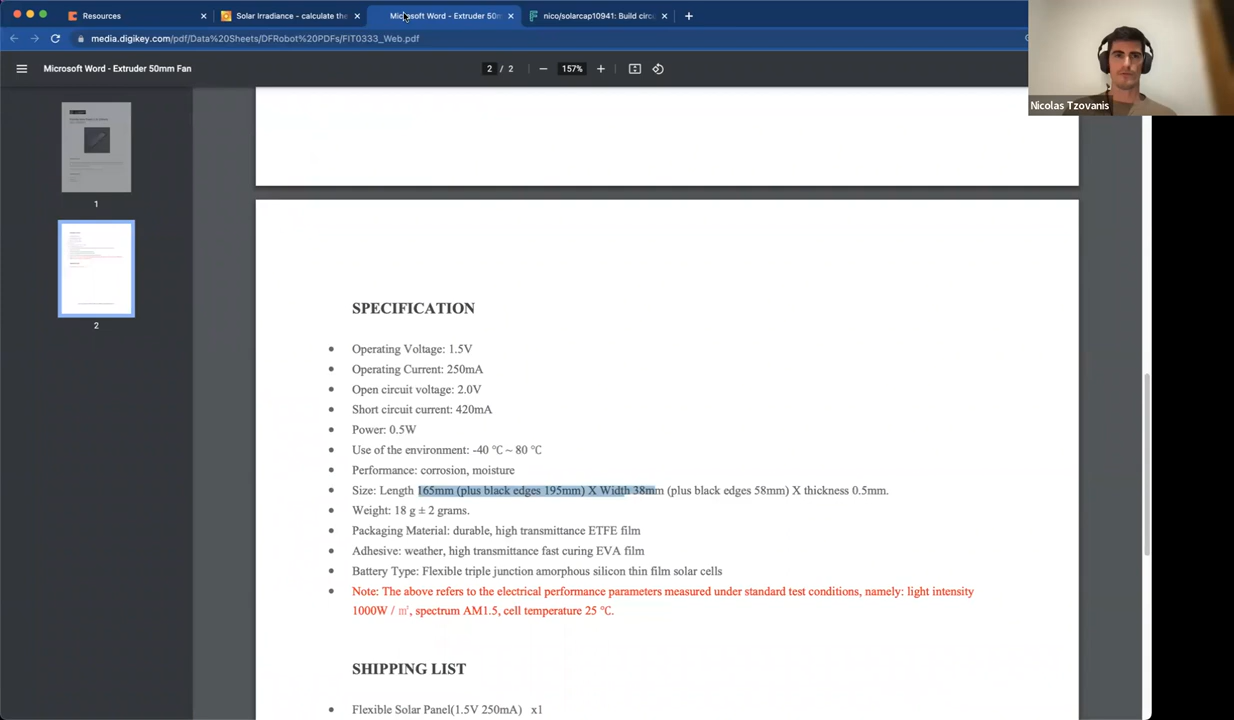 Resources
Solar Irradiance - calculate the
Microsoft Word - Extruder 50m
nico/solarcap10941: Build circ
media.digikey.com/pdf/Data%20Sheets/DFRobot%20PDFs/FIT0333_Web.pdf
Microsoft Word - Extruder 50mm Fan
2 / 2
157%
Nicolas Tzovanis
1
2
SPECIFICATION
Operating Voltage: 1.5V
Operating Current: 250mA
Open circuit voltage: 2.0V
Short circuit current: 420mA
Power: 0.5W
Use of the environment: -40 ℃ ~ 80 ℃
Performance: corrosion, moisture
Size: Length 165mm (plus black edges 195mm) X Width 38mm (plus black edges 58mm) X thickness 0.5mm.
Weight: 18 g ± 2 grams.
Packaging Material: durable, high transmittance ETFE film
Adhesive: weather, high transmittance fast curing EVA film
Battery Type: Flexible triple junction amorphous silicon thin film solar cells
Note: The above refers to the electrical performance parameters measured under standard test conditions, namely: light intensity
1000W / ㎡, spectrum AM1.5, cell temperature 25 ℃.
SHIPPING LIST
Flexible Solar Panel(1.5V 250mA) x1